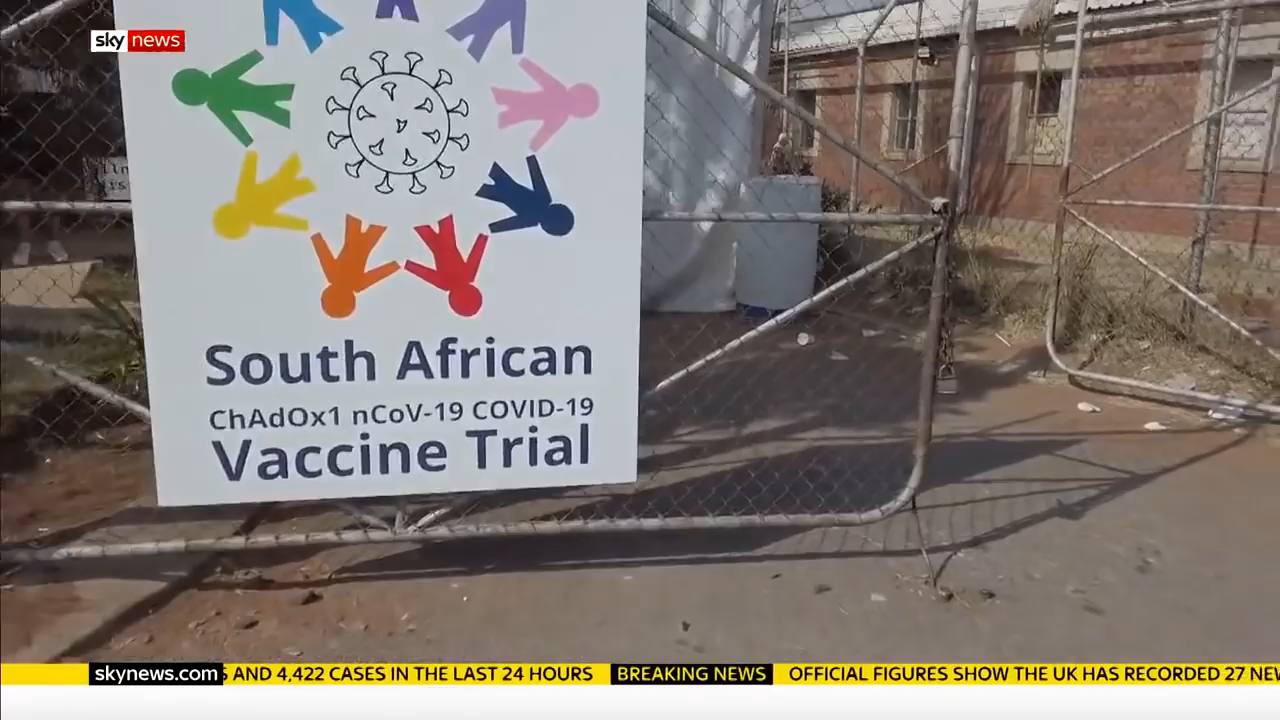 sky news
South African
ChAdOx1 nCoV-19 COVID-19
Vaccine Trial
skynews.com AND 4,422 CASES IN THE LAST 24 HOURS BREAKING NEWS OFFICIAL FIGURES SHOW THE UK HAS RECORDED 27